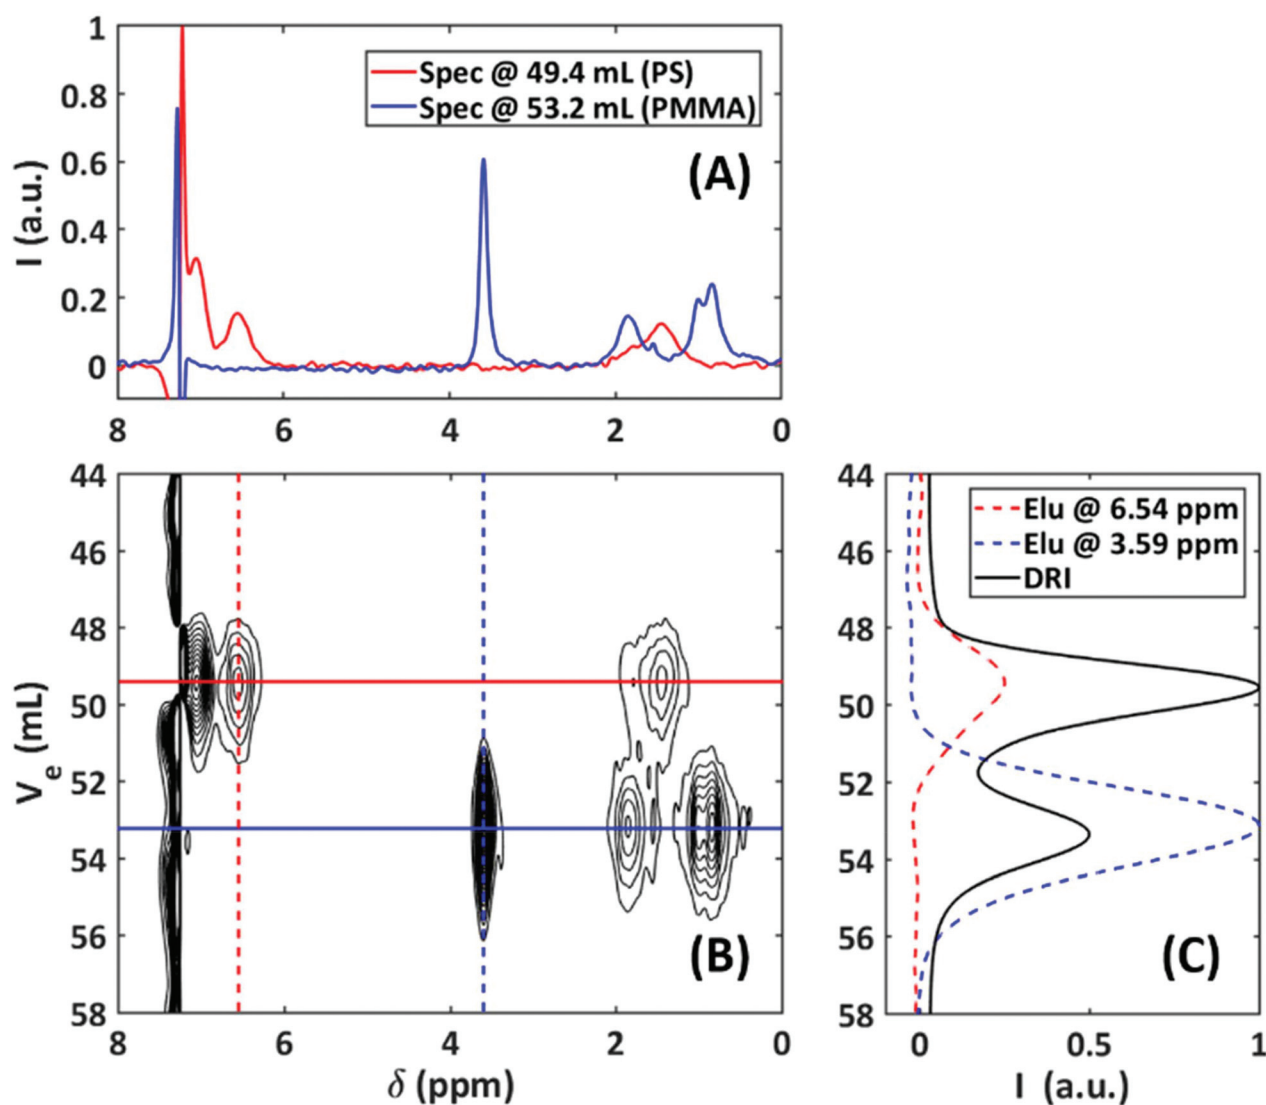 1
0.8
0.6
0.4
0.2
0
I (a.u.)
Spec @ 49.4 mL (PS)
Spec @ 53.2 mL (PMMA)
(A)
8 6 4 2 0
44
46
48
50
52
54
56
58
V_e (mL)
(B)
8 6 4 2 0
δ (ppm)
44
46
48
50
52
54
56
58
Elu @ 6.54 ppm
Elu @ 3.59 ppm
DRI
(C)
0 0.5 1
I (a.u.)